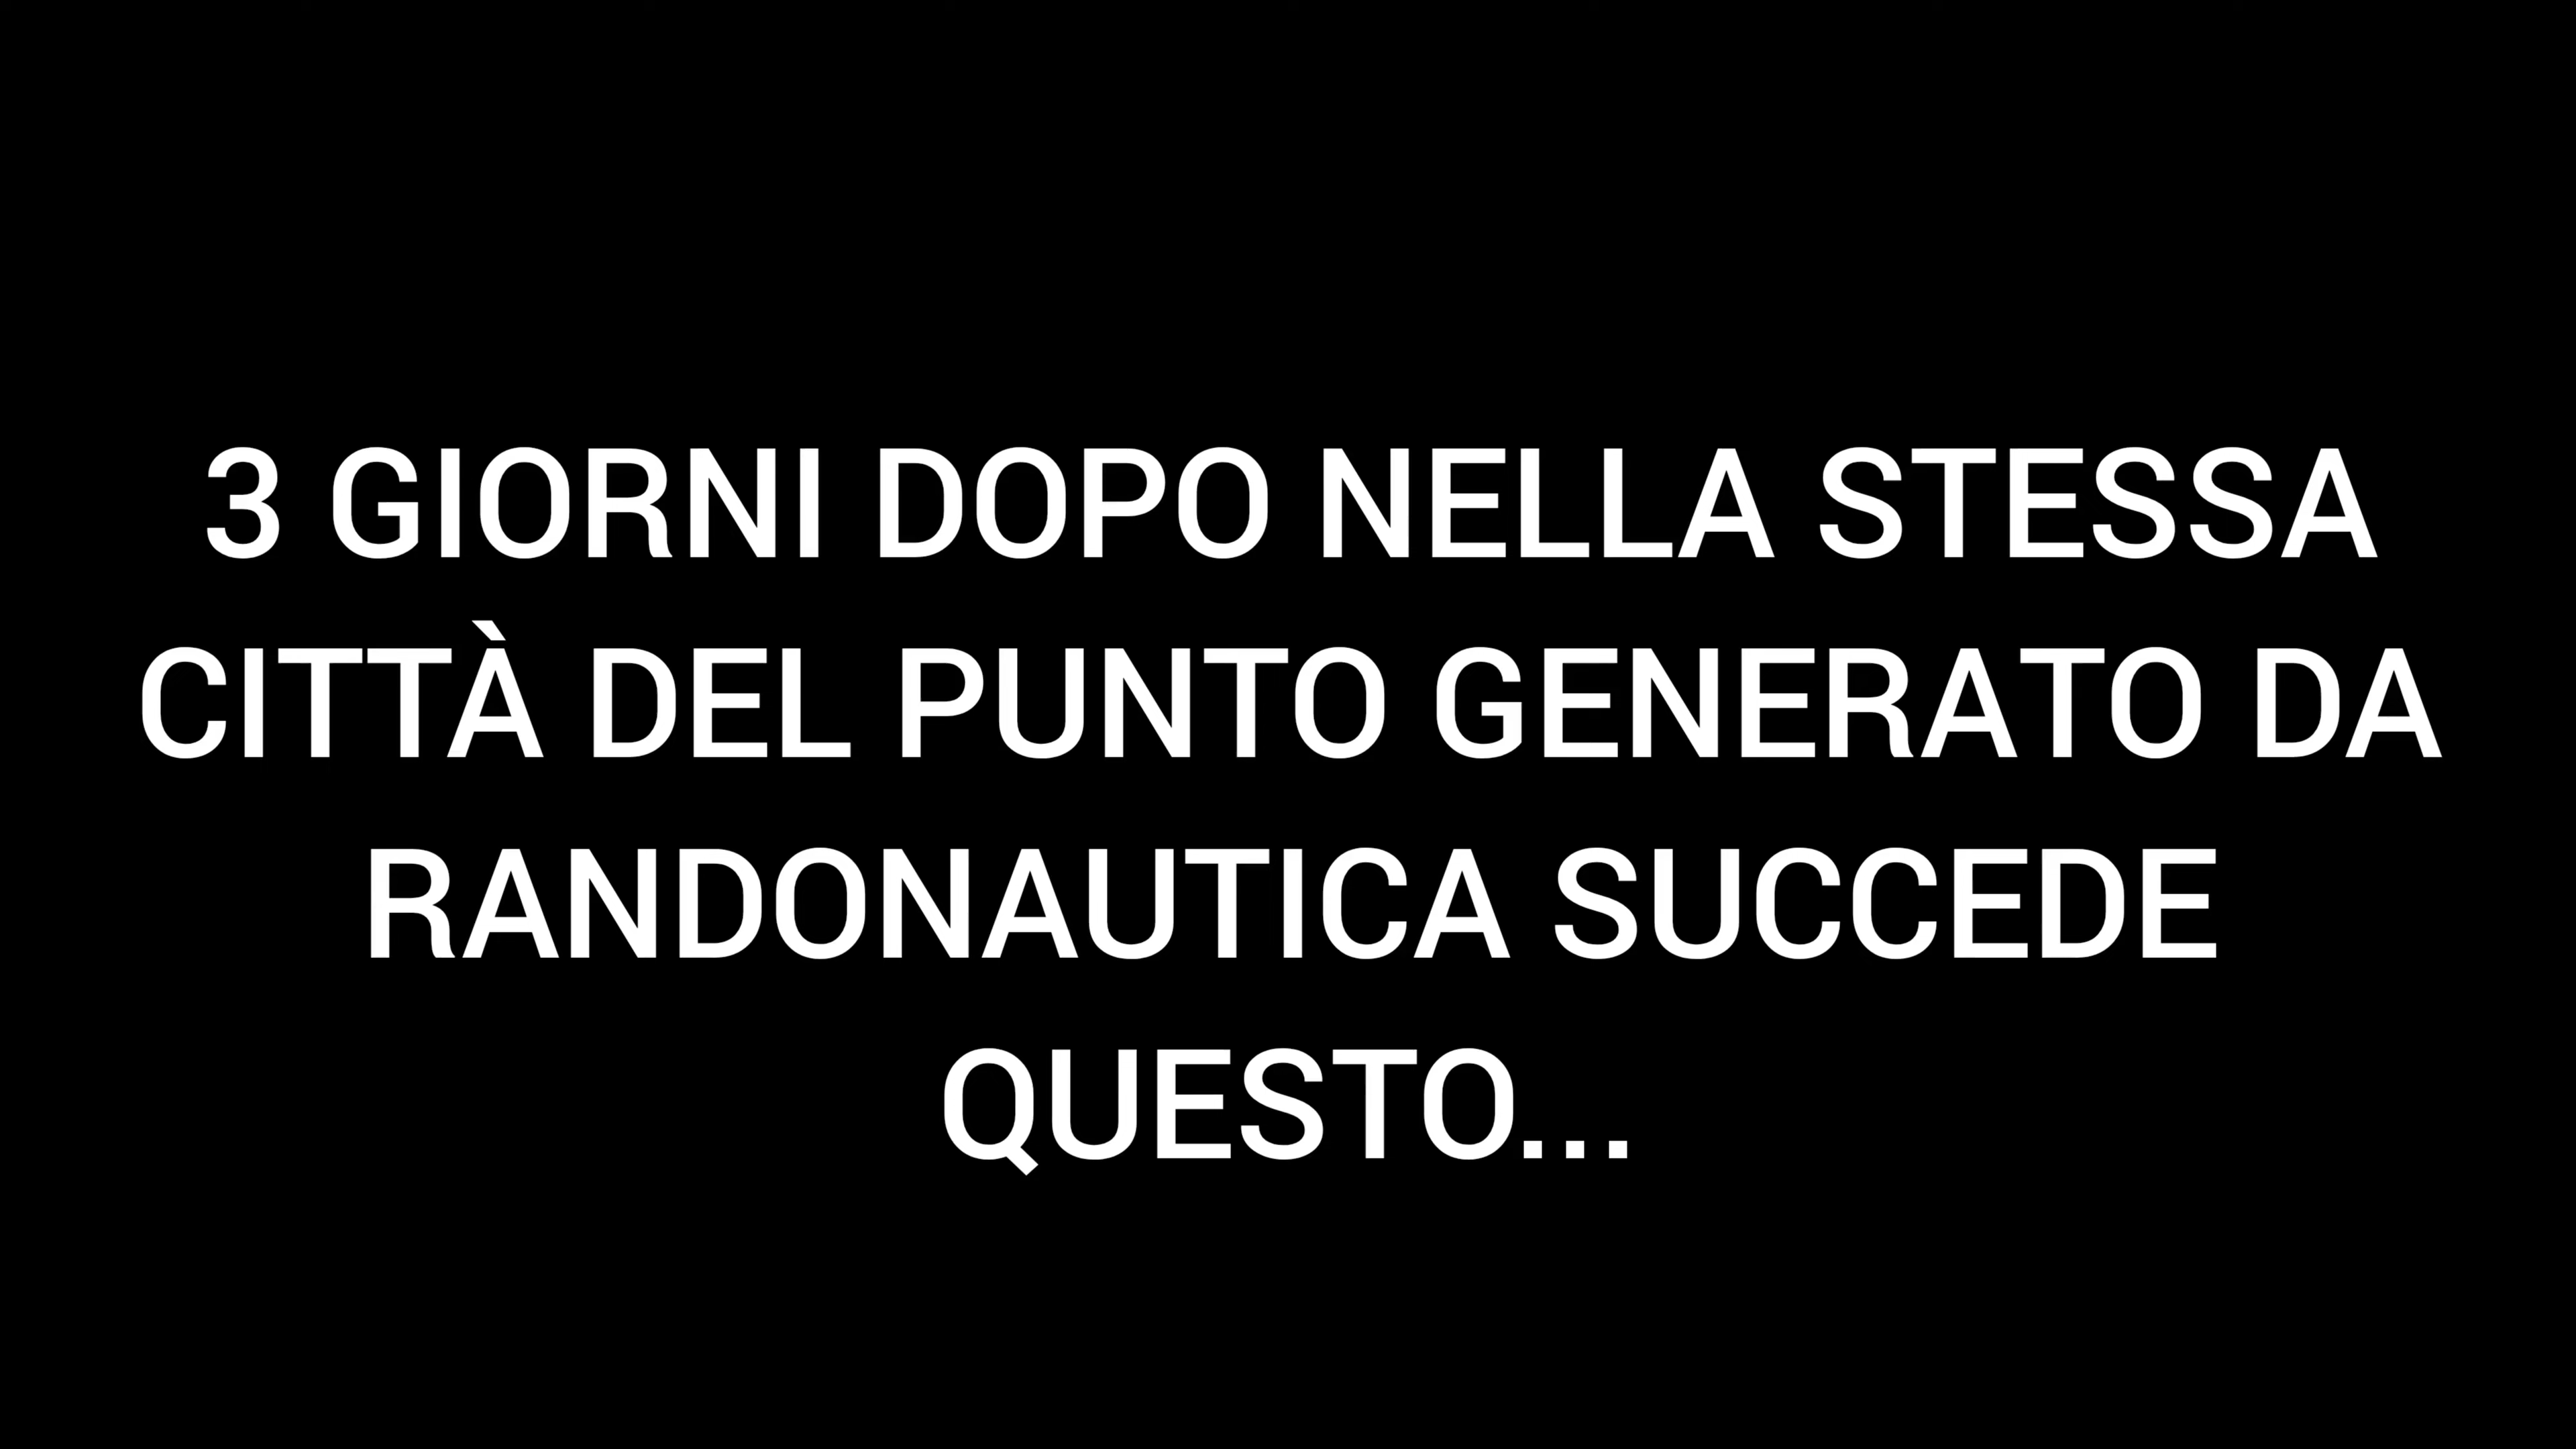 3 GIORNI DOPO NELLA STESSA
CITTÀ DEL PUNTO GENERATO DA
RANDONAUTICA SUCCEDE
QUESTO...